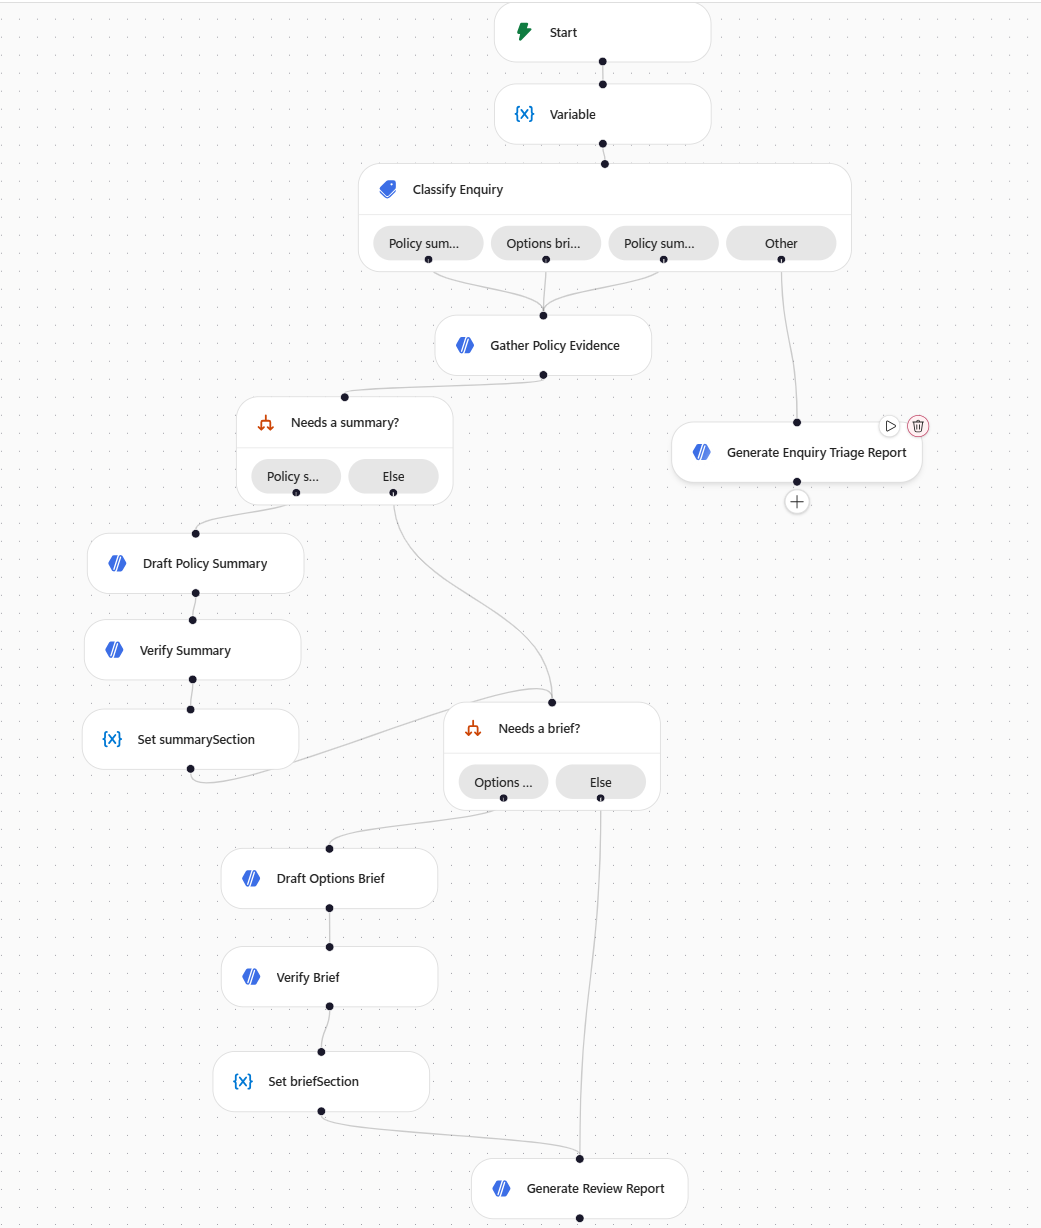 Start
Variable
Classify Enquiry
Policy sum...
Options bri...
Policy sum...
Other
Gather Policy Evidence
Needs a summary?
Policy s...
Else
Generate Enquiry Triage Report
Draft Policy Summary
Verify Summary
Set summarySection
Needs a brief?
Options ...
Else
Draft Options Brief
Verify Brief
Set briefSection
Generate Review Report